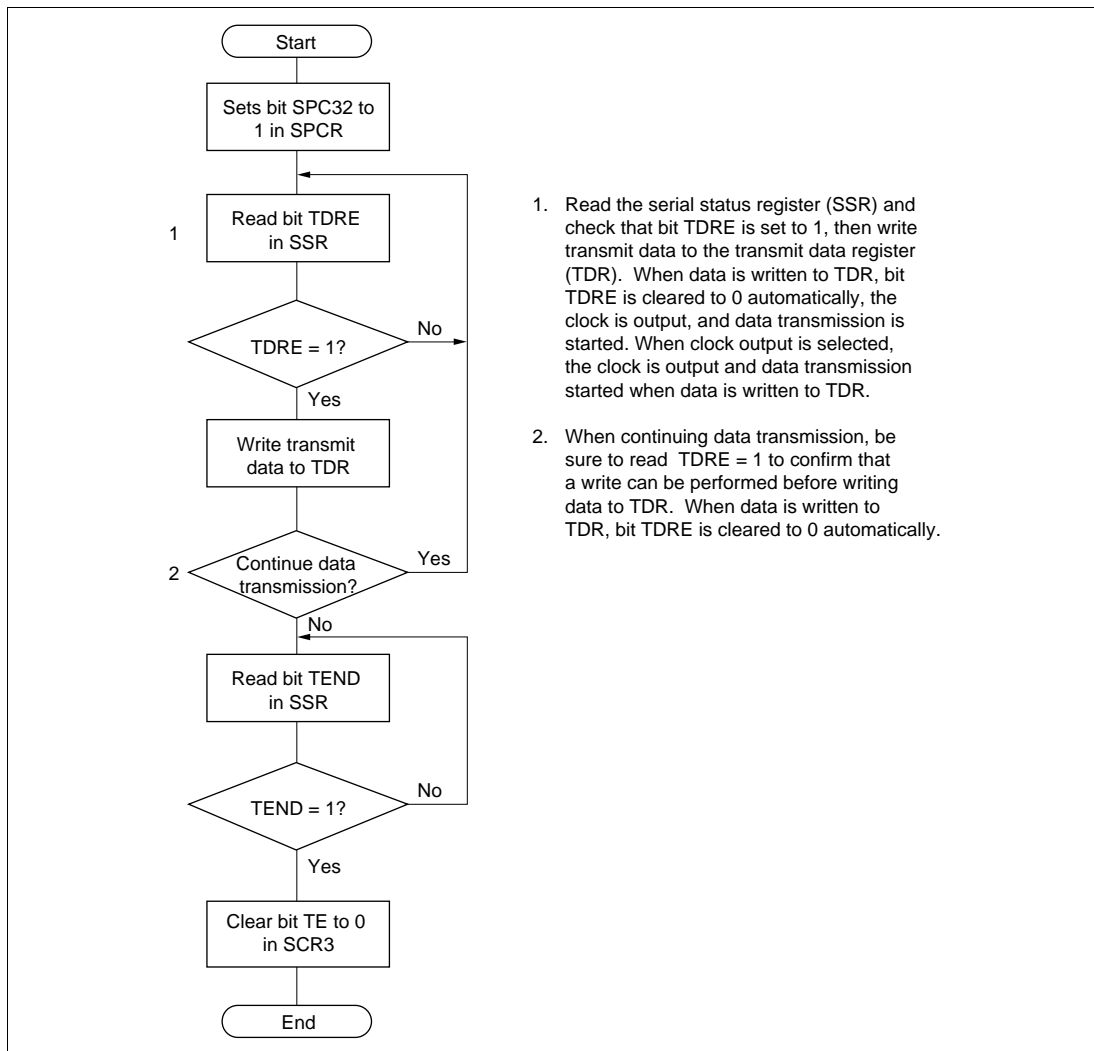 Start
Sets bit SPC32 to
1 in SPCR
1
Read bit TDRE
in SSR
TDRE = 1?
No
Yes
Write transmit
data to TDR
2
Continue data
transmission?
Yes
No
Read bit TEND
in SSR
TEND = 1?
No
Yes
Clear bit TE to 0
in SCR3
End
1. Read the serial status register (SSR) and
check that bit TDRE is set to 1, then write
transmit data to the transmit data register
(TDR). When data is written to TDR, bit
TDRE is cleared to 0 automatically, the
clock is output, and data transmission is
started. When clock output is selected,
the clock is output and data transmission
started when data is written to TDR.
2. When continuing data transmission, be
sure to read TDRE = 1 to confirm that
a write can be performed before writing
data to TDR. When data is written to
TDR, bit TDRE is cleared to 0 automatically.